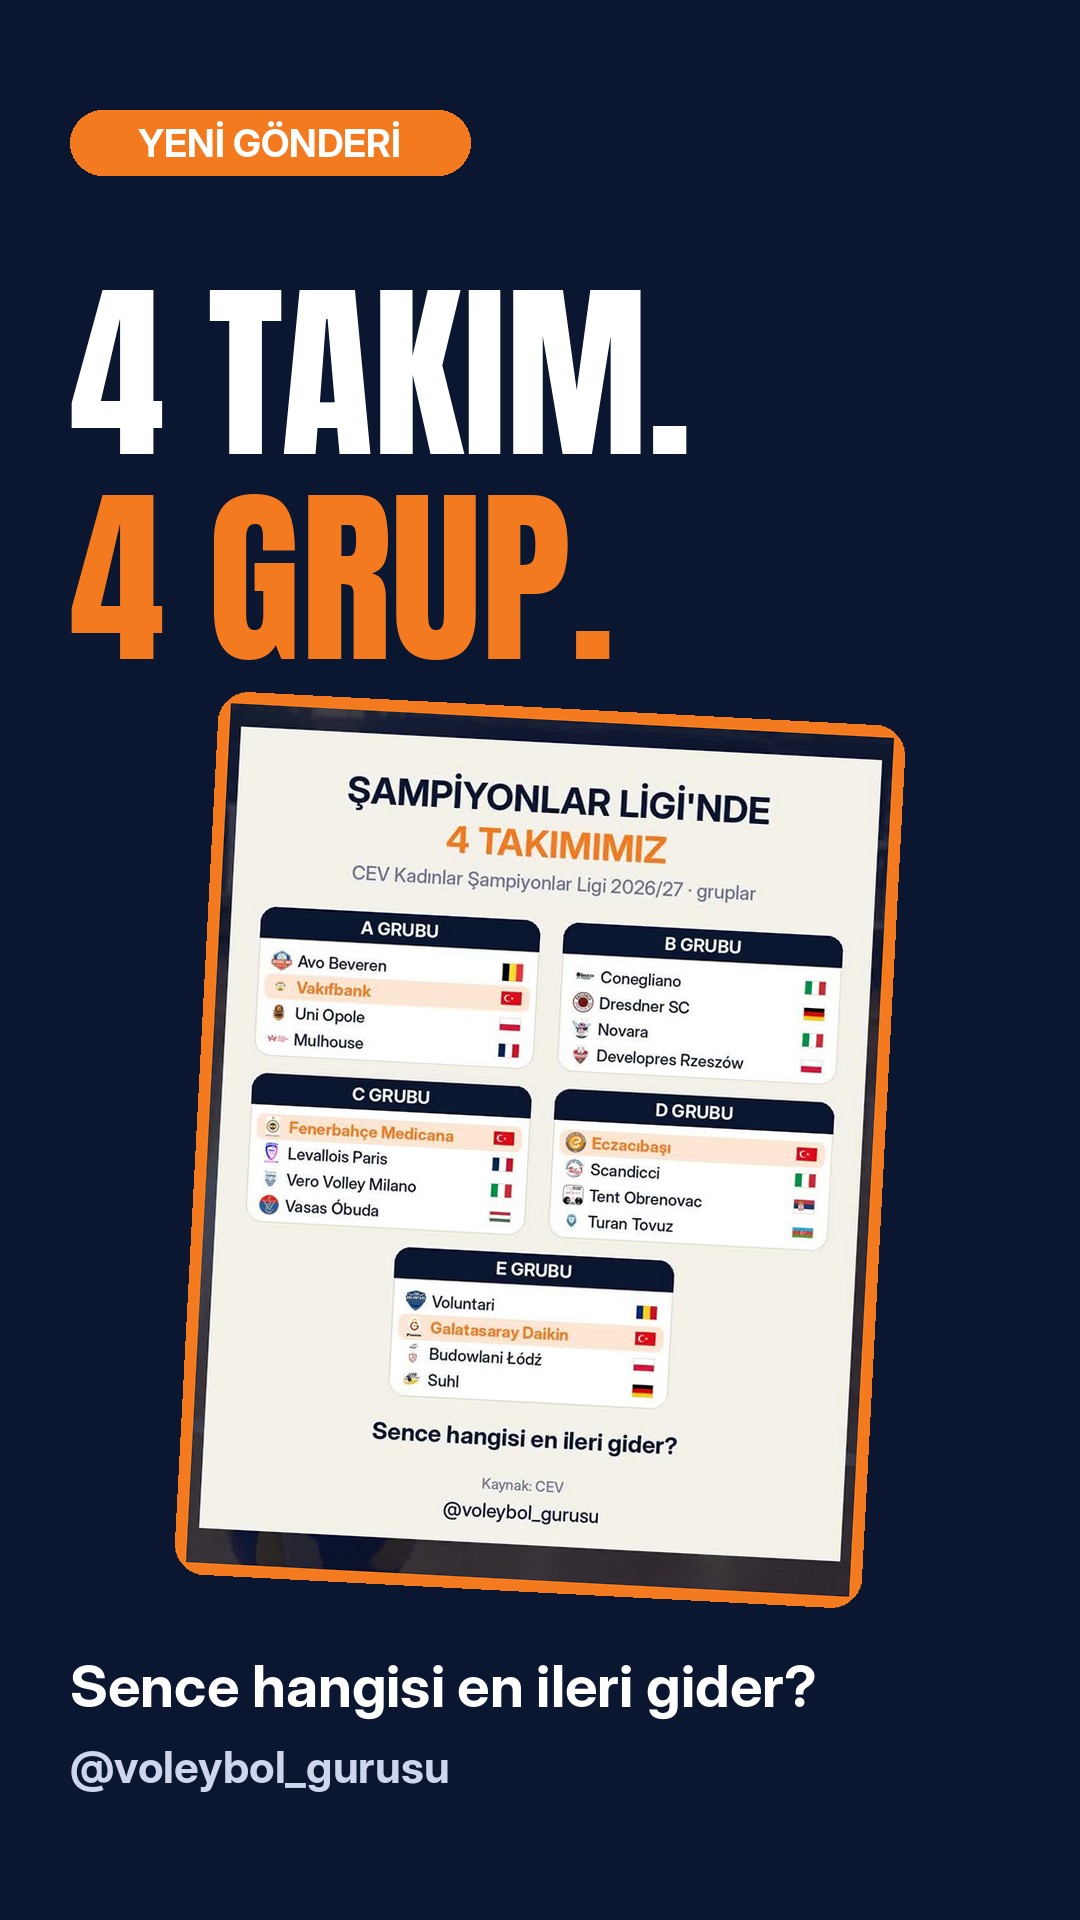 YENİ GÖNDERİ
4 TAKIM.
4 GRUP.
ŞAMPİYONLAR LİGİ'NDE
4 TAKIMIMIZ
CEV Kadınlar Şampiyonlar Ligi 2026/27 · gruplar
A GRUBU
Avo Beveren
Vakıfbank
Uni Opole
Mulhouse
B GRUBU
Conegliano
Dresdner SC
Novara
Developres Rzeszów
C GRUBU
Fenerbahçe Medicana
Levallois Paris
Vero Volley Milano
Vasas Óbuda
D GRUBU
Eczacıbaşı
Scandicci
Tent Obrenovac
Turan Tovuz
E GRUBU
Voluntari
Galatasaray Daikin
Budowlani Łódź
Suhl
Sence hangisi en ileri gider?
Kaynak: CEV
@voleybol_gurusu
Sence hangisi en ileri gider?
@voleybol_gurusu